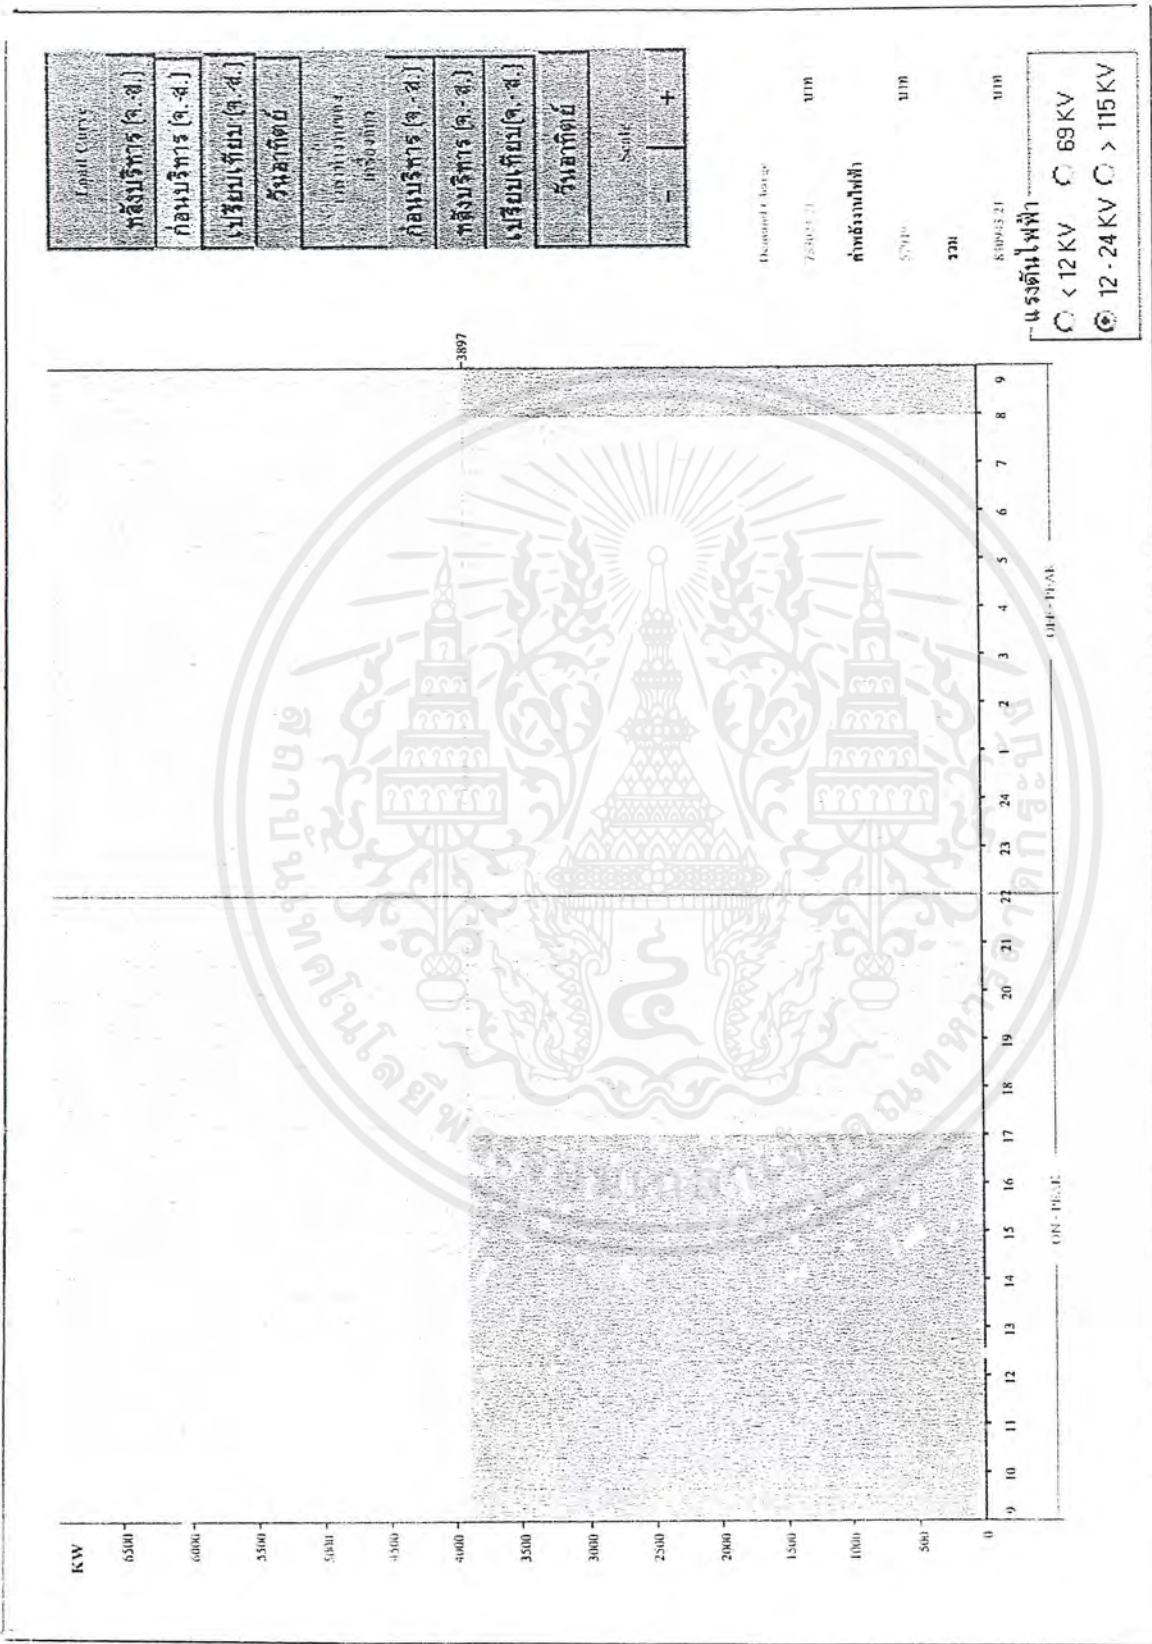 KW
6500
6000
5500
5000
4500
4000
3500
3000
2500
2000
1500
1000
500
0
3897
9 10 11 12 13 14 15 16 17 18 19 20 21 22 23 24 1 2 3 4 5 6 7 8 9
ON - PEAK
OFF - PEAK
Load Curve
หลังบริหาร (จ.-ส.)
ก่อนบริหาร (จ.-ส.)
เปรียบเทียบ (จ.-ส.)
วันอาทิตย์
ก่อนบริหาร (จ.-ส.)
หลังบริหาร (จ.-ส.)
เปรียบเทียบ(จ.-ส.)
วันอาทิตย์
Scale
- +
Demand Charge
บาท
ค่าพลังงานไฟฟ้า
บาท
รวม
บาท
แรงดันไฟฟ้า
< 12 KV 69 KV
12 - 24 KV > 115 KV